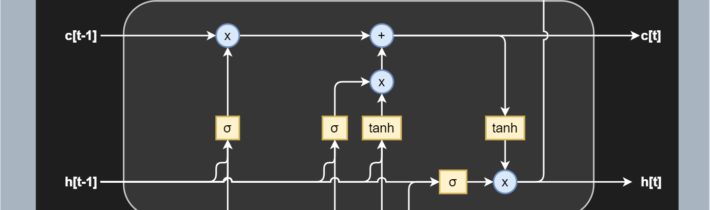 c[t-1] x + c[t]
x
σ σ tanh tanh
h[t-1] σ x h[t]